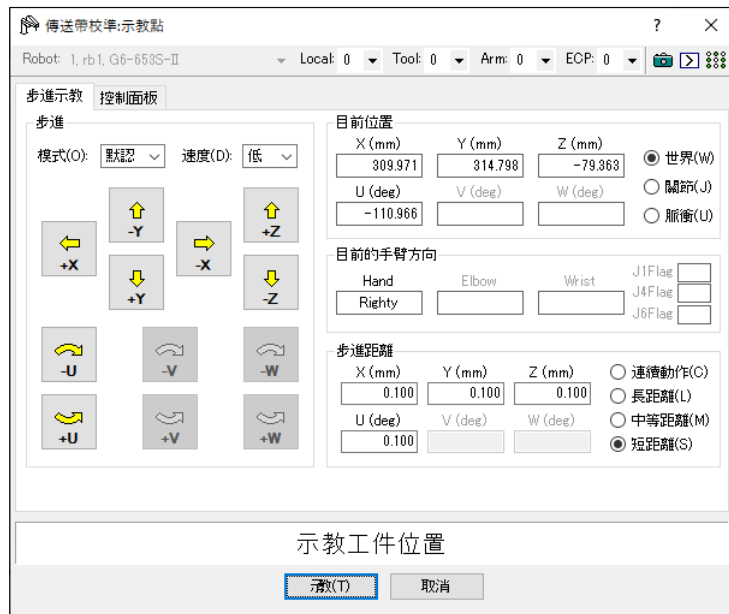 傳送帶校準:示教點
Robot: 1, rb1, G6-653S-II Local: 0 Tool: 0 Arm: 0 ECP: 0
步進示教 控制面板
步進
模式(O): 默認 速度(D): 低
+X
-Y
+Y
-X
+Z
-Z
-U -V -W
+U +V +W
目前位置
X (mm) Y (mm) Z (mm)
309.971 314.798 -79.363
U (deg) V (deg) W (deg)
-110.966
世界(W)
關節(J)
脈衝(U)
目前的手臂方向
Hand Elbow Wrist
Righty
J1Flag
J4Flag
J6Flag
步進距離
X (mm) Y (mm) Z (mm)
0.100 0.100 0.100
U (deg) V (deg) W (deg)
0.100
連續動作(C)
長距離(L)
中等距離(M)
短距離(S)
示教工件位置
示教(T) 取消